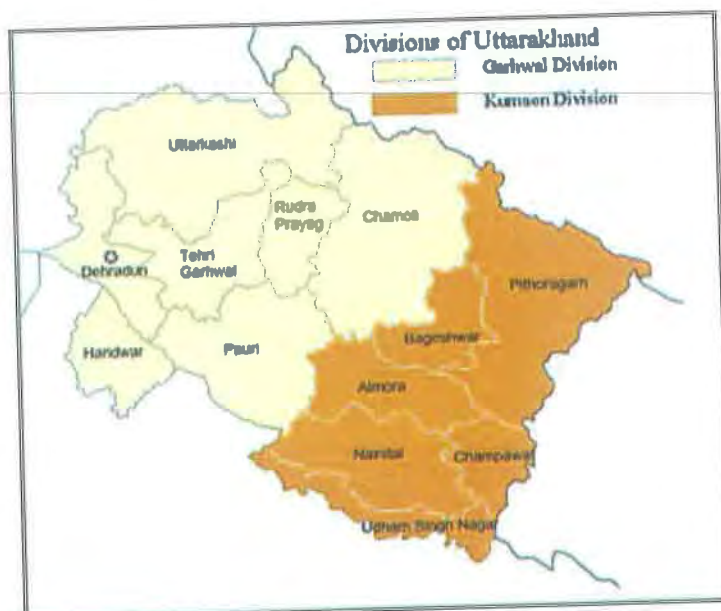 Divisions of Uttarakhand
Garhwal Division
Kumaon Division
Uttarkashi
Rudra
Prayag
Chamoli
Tehri
Garhwal
Dehradun
Pithoragarh
Bageshwar
Haridwar
Pauri
Almora
Nainital
Champawat
Udham Singh Nagar